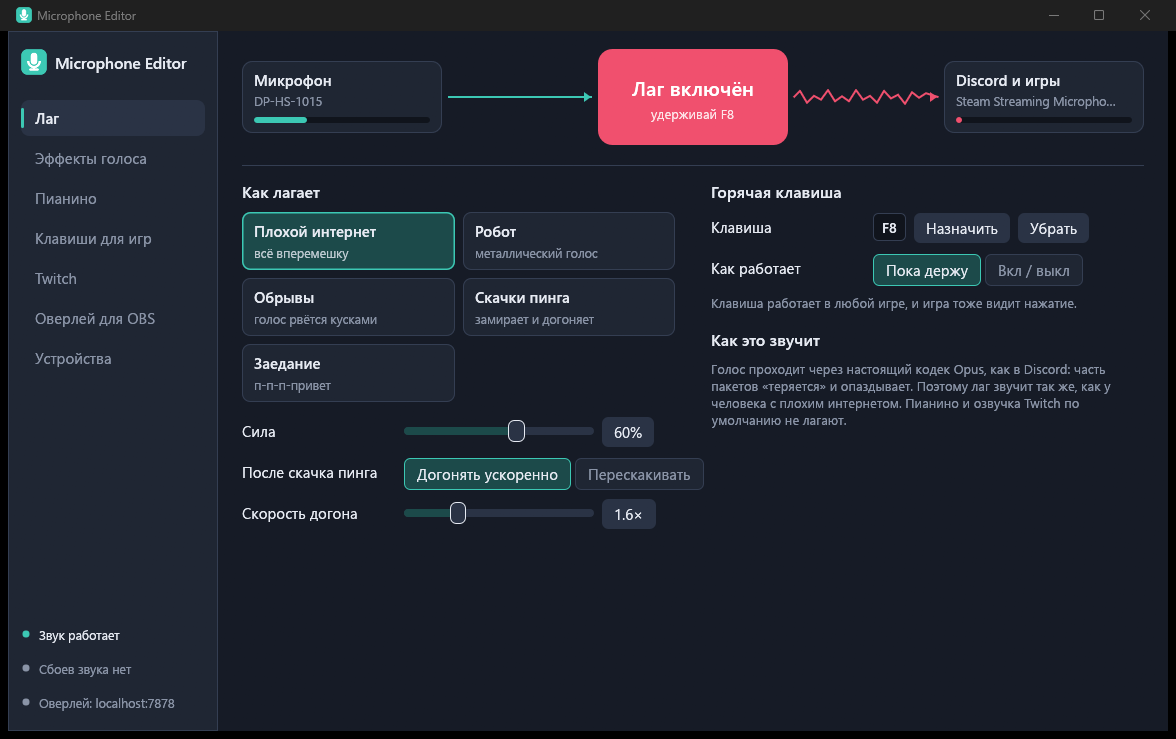 Microphone Editor
Microphone Editor
Лаг
Эффекты голоса
Пианино
Клавиши для игр
Twitch
Оверлей для OBS
Устройства
Звук работает
Сбоев звука нет
Оверлей: localhost:7878
Микрофон
DP-HS-1015
Лаг включён
удерживай F8
Discord и игры
Steam Streaming Micropho...
Как лагает
Плохой интернет
всё вперемешку
Робот
металлический голос
Обрывы
голос рвётся кусками
Скачки пинга
замирает и догоняет
Заедание
п-п-п-привет
Сила
60%
После скачка пинга
Догонять ускоренно
Перескакивать
Скорость догона
1.6×
Горячая клавиша
Клавиша
F8
Назначить
Убрать
Как работает
Пока держу
Вкл / выкл
Клавиша работает в любой игре, и игра тоже видит нажатие.
Как это звучит
Голос проходит через настоящий кодек Opus, как в Discord: часть
пакетов «теряется» и опаздывает. Поэтому лаг звучит так же, как у
человека с плохим интернетом. Пианино и озвучка Twitch по
умолчанию не лагают.